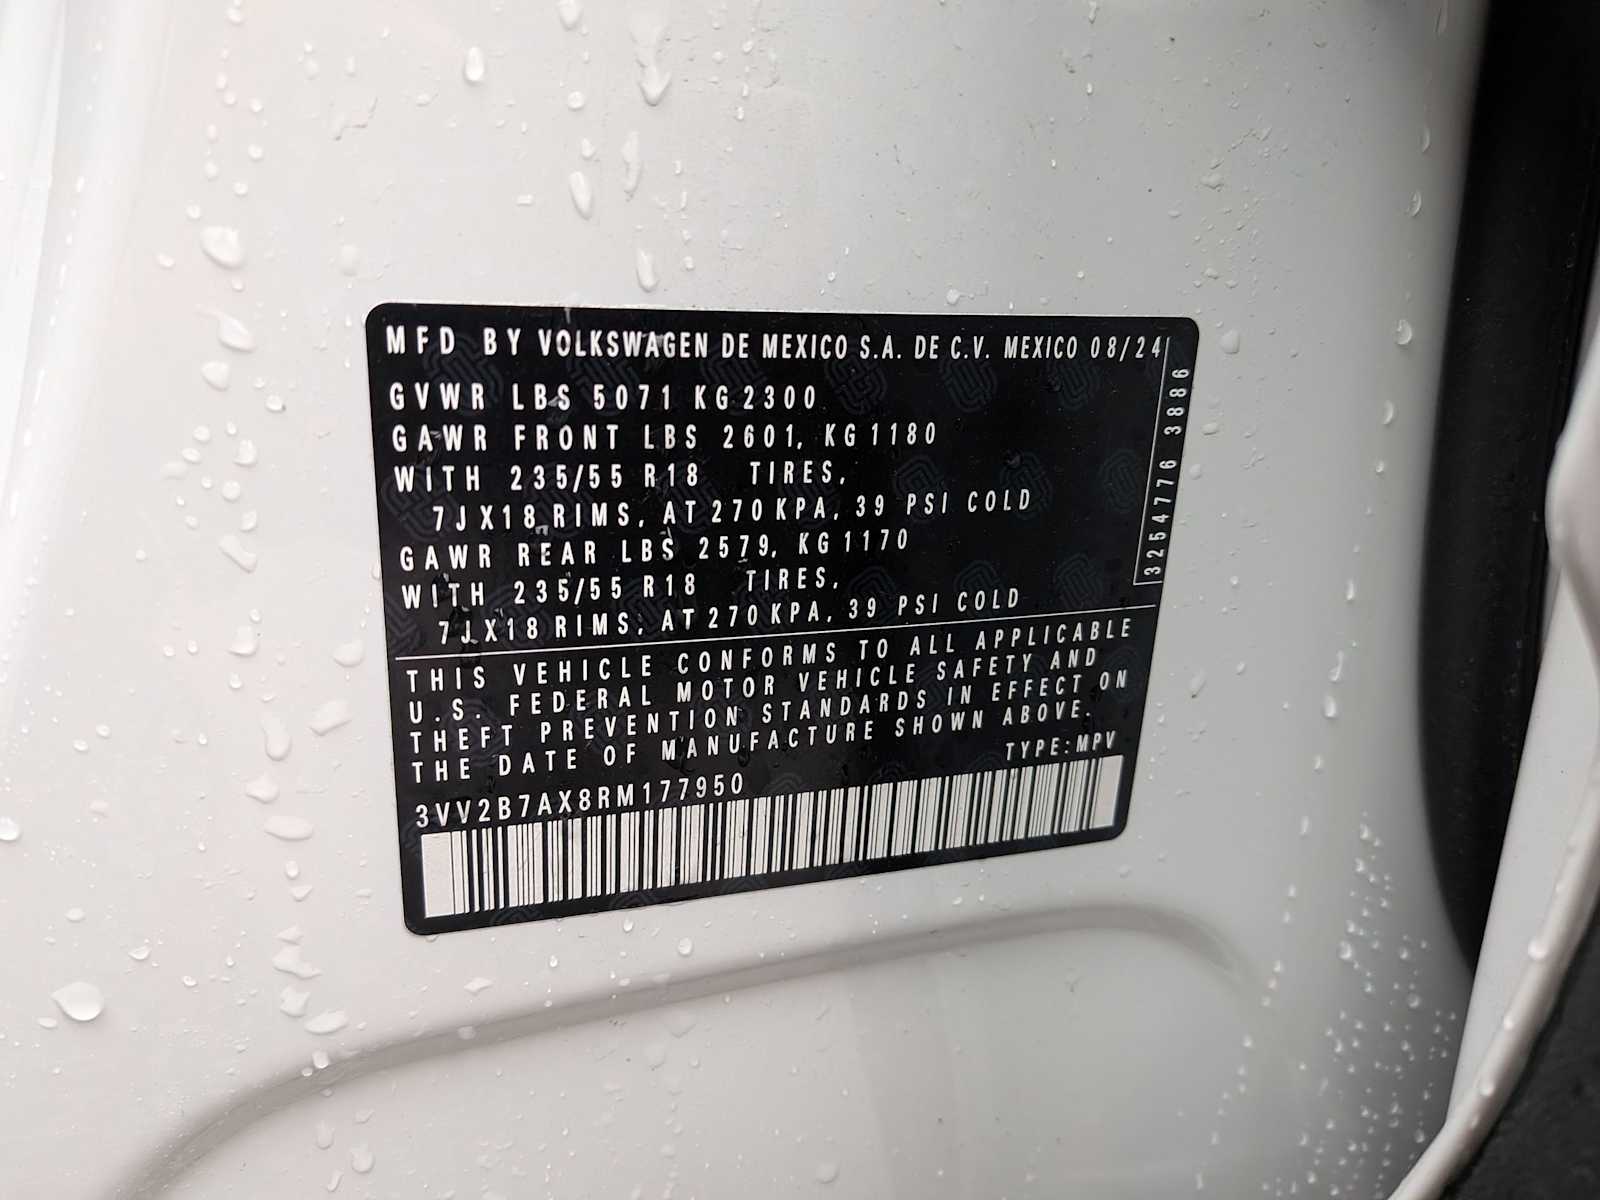 MFD BY VOLKSWAGEN DE MEXICO S.A. DE C.V. MEXICO 08/24
GVWR LBS 5071 KG 2300
GAWR FRONT LBS 2601, KG 1180
WITH 235/55 R18 TIRES,
7J X18 RIMS, AT 270 KPA, 39 PSI COLD
GAWR REAR LBS 2579, KG 1170
WITH 235/55 R18 TIRES,
7J X18 RIMS, AT 270 KPA, 39 PSI COLD
3254776 3886
THIS VEHICLE CONFORMS TO ALL APPLICABLE
U.S. FEDERAL MOTOR VEHICLE SAFETY AND
THEFT PREVENTION STANDARDS IN EFFECT ON
THE DATE OF MANUFACTURE SHOWN ABOVE.
TYPE: MPV
3VV2B7AX8RM177950